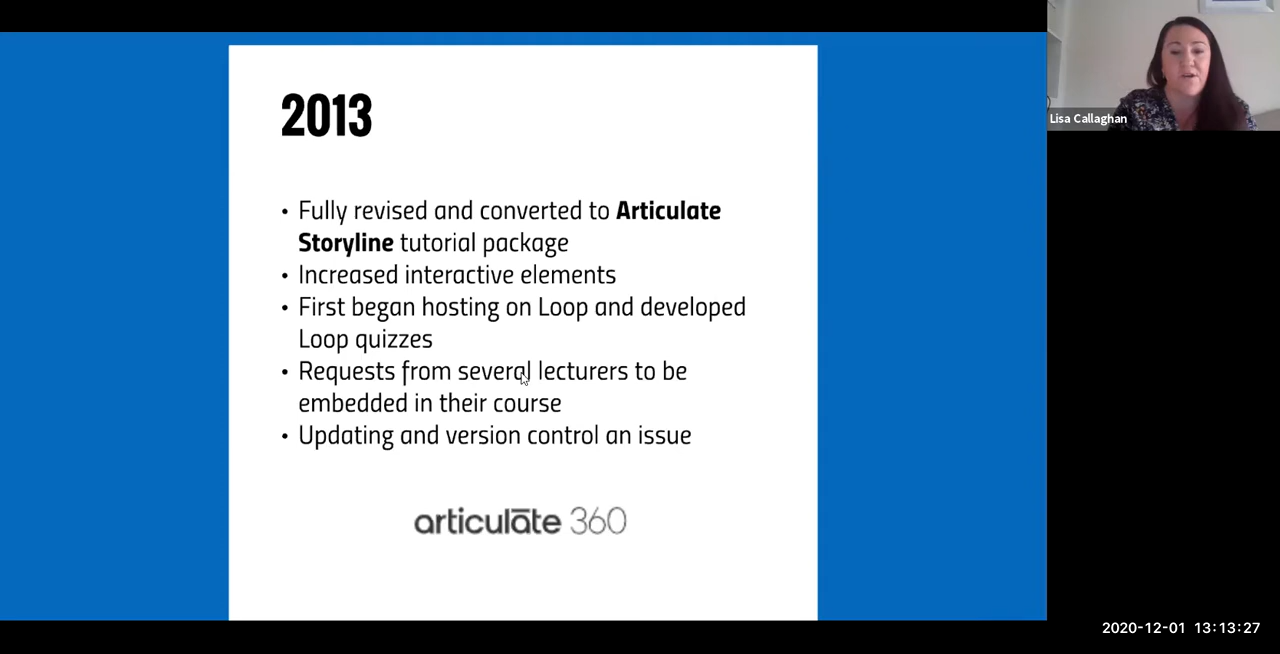 2013
• Fully revised and converted to Articulate
Storyline tutorial package
• Increased interactive elements
• First began hosting on Loop and developed
Loop quizzes
• Requests from several lecturers to be
embedded in their course
• Updating and version control an issue
articulāte 360
Lisa Callaghan
2020-12-01 13:13:27